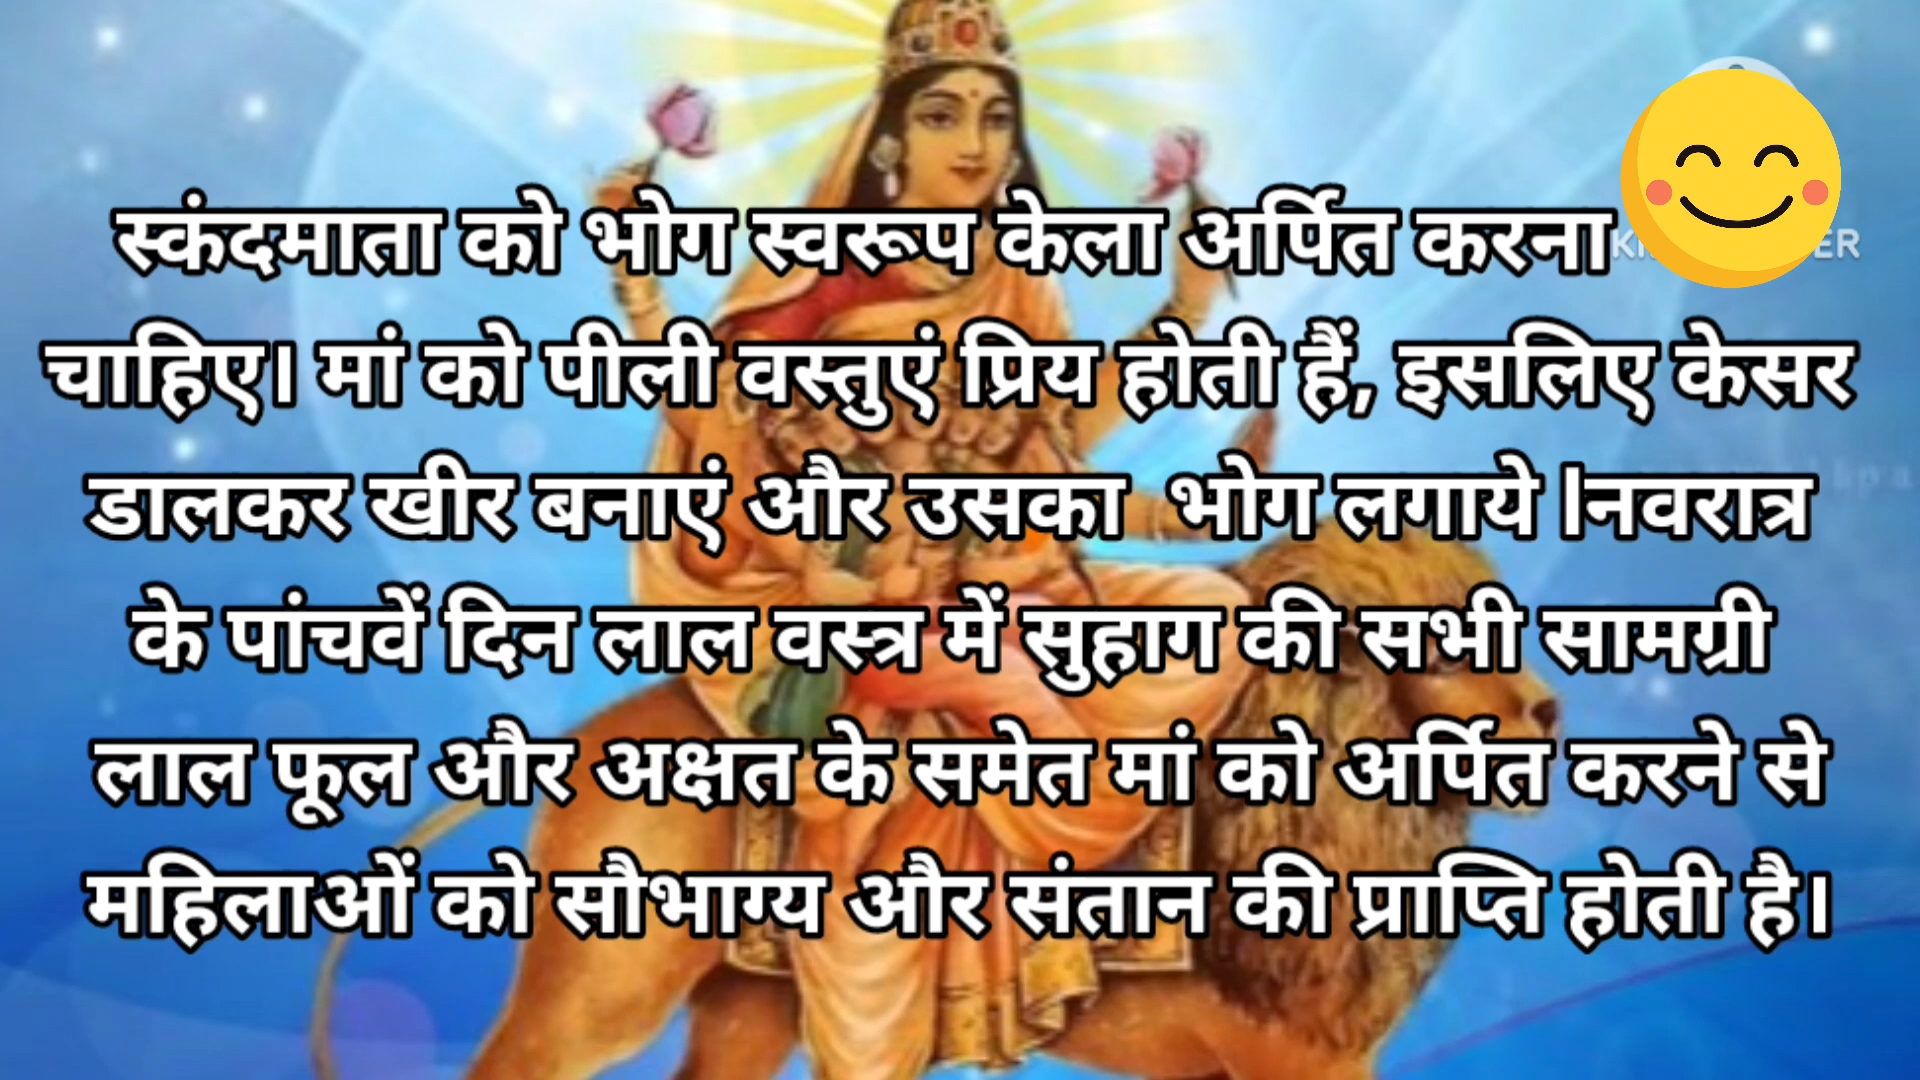 स्कंदमाता को भोग स्वरूप केला अर्पित करना
चाहिए। मां को पीली वस्तुएं प्रिय होती हैं, इसलिए केसर
डालकर खीर बनाएं और उसका भोग लगाये lनवरात्र
के पांचवें दिन लाल वस्त्र में सुहाग की सभी सामग्री
लाल फूल और अक्षत के समेत मां को अर्पित करने से
महिलाओं को सौभाग्य और संतान की प्राप्ति होती है।